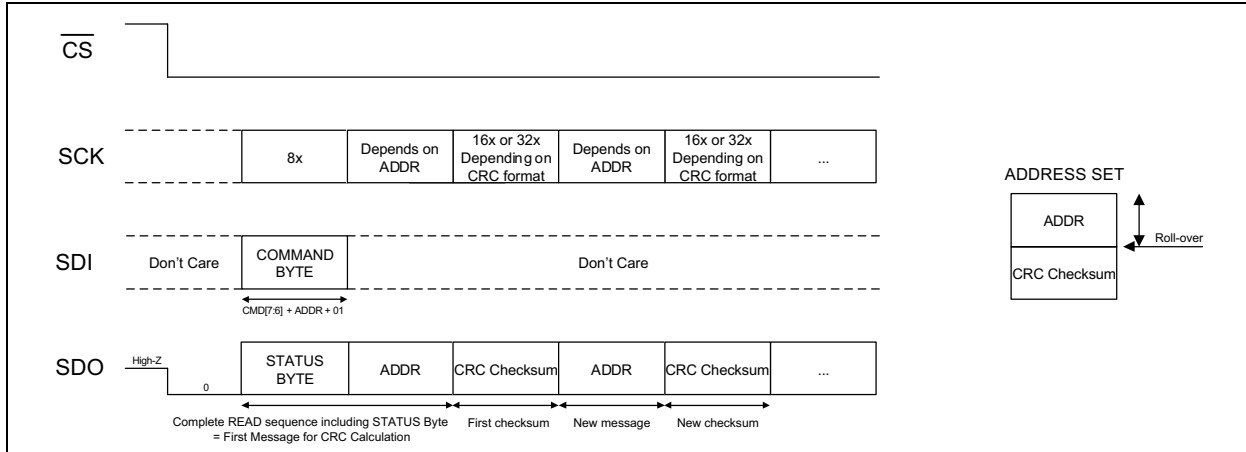 CS
SCK
8x
Depends on
ADDR
16x or 32x
Depending on
CRC format
Depends on
ADDR
16x or 32x
Depending on
CRC format
...
SDI
Don't Care
COMMAND
BYTE
Don't Care
CMD[7:6] + ADDR + 01
SDO
High-Z
0
STATUS
BYTE
ADDR
CRC Checksum
ADDR
CRC Checksum
...
Complete READ sequence including STATUS Byte
= First Message for CRC Calculation
First checksum
New message
New checksum
ADDRESS SET
ADDR
Roll-over
CRC Checksum